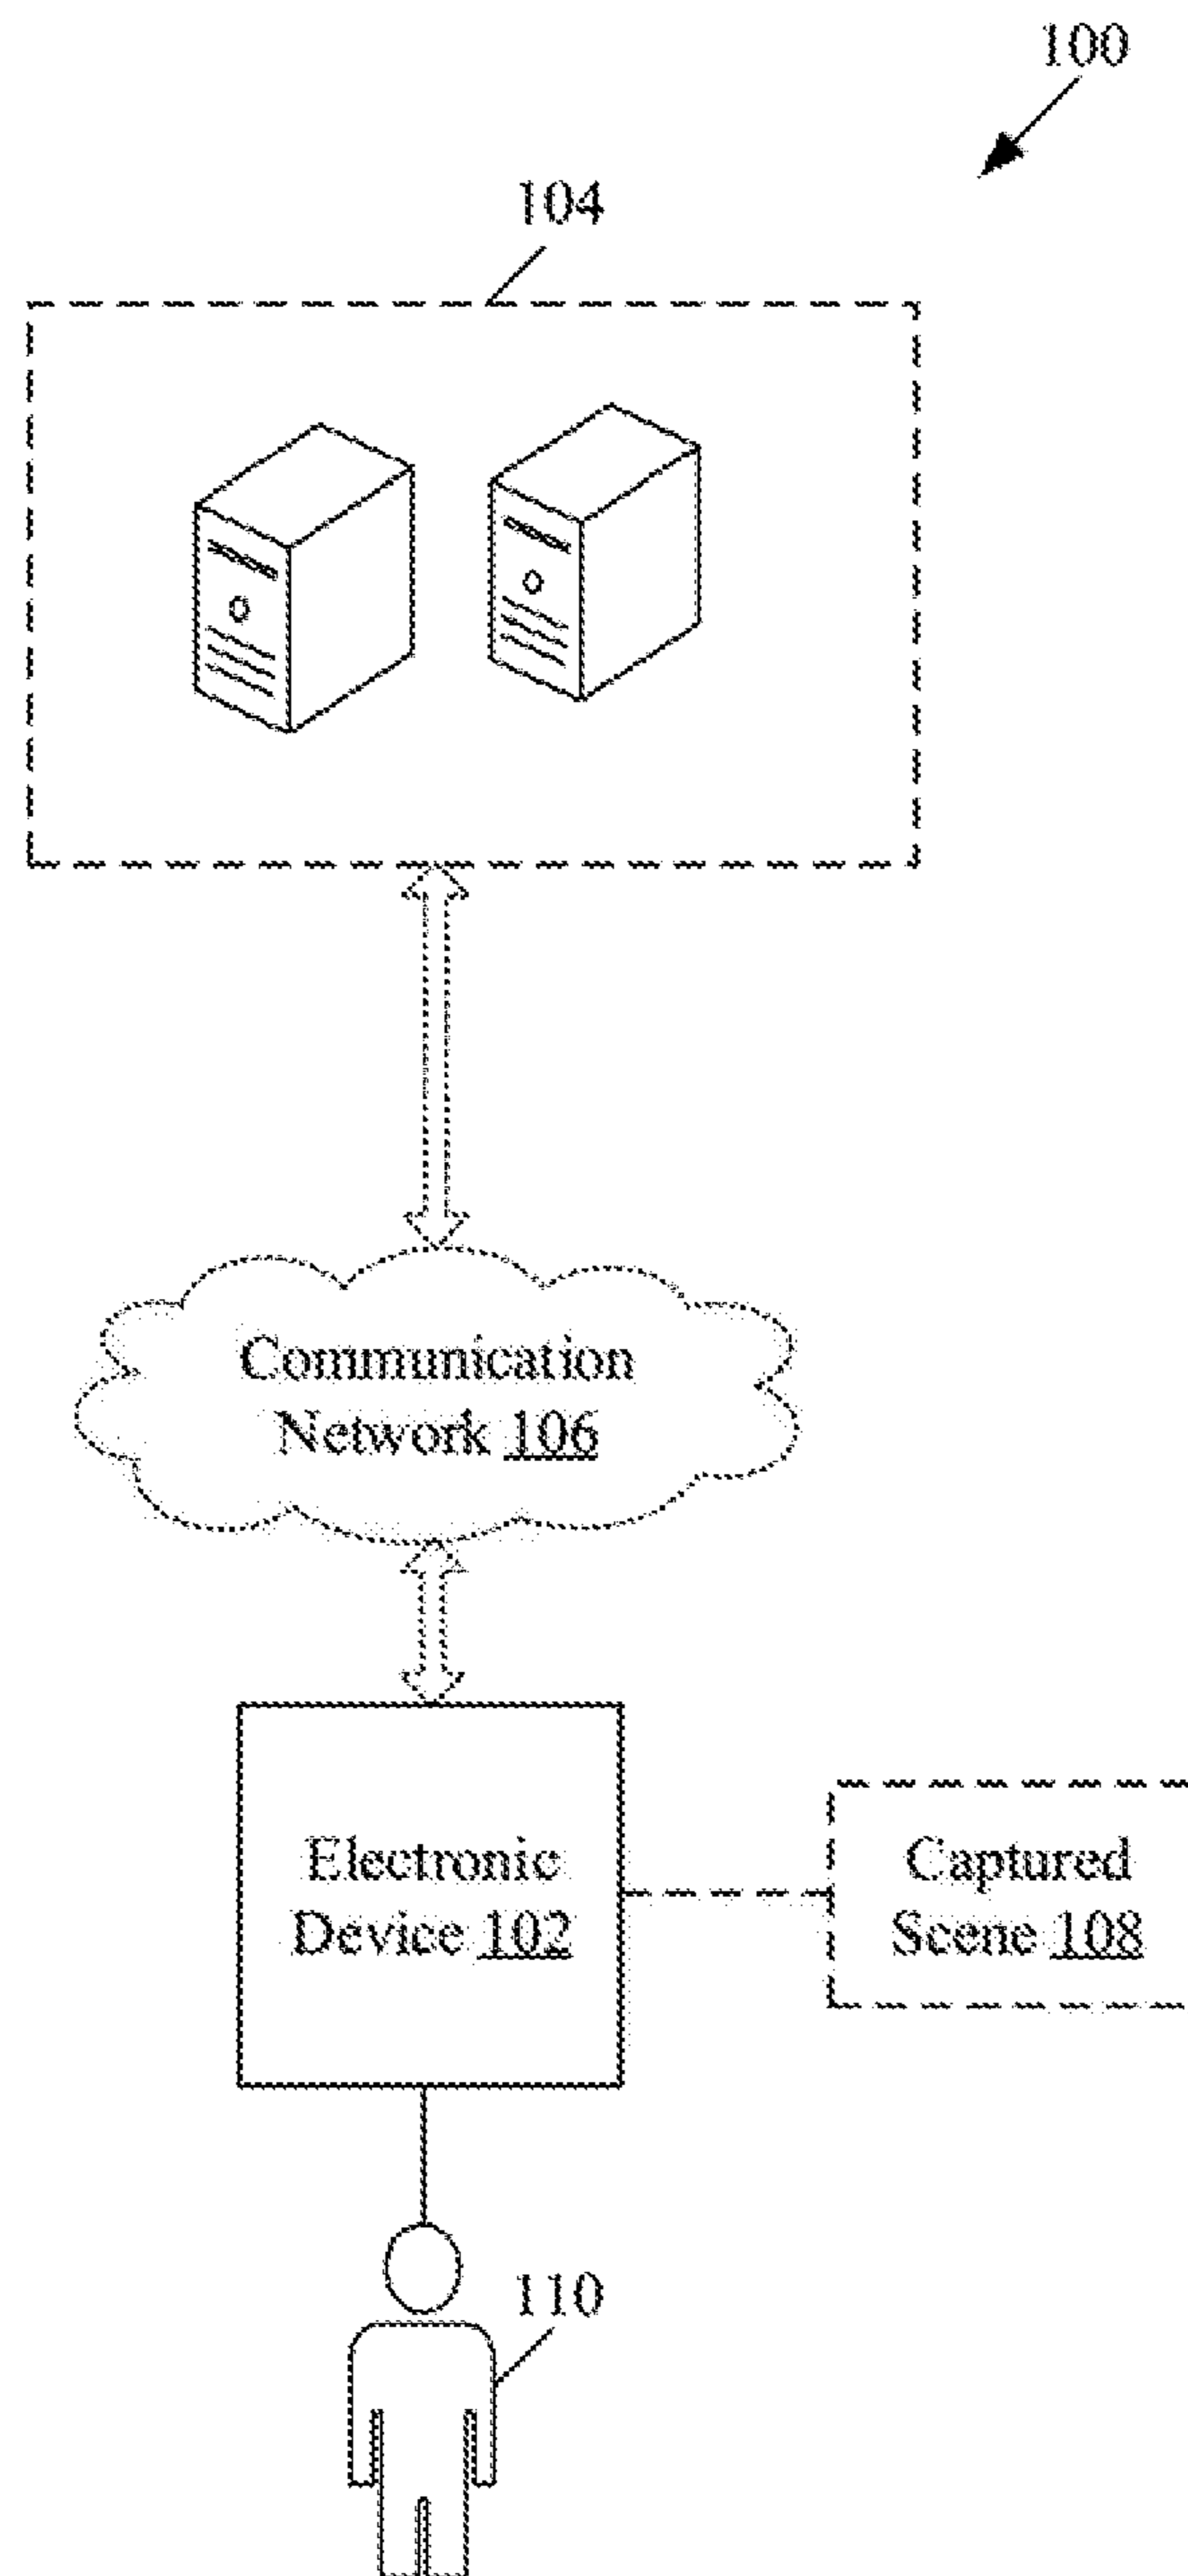 100
104
Communication
Network 106
Electronic
Device 102
Captured
Scene 108
110